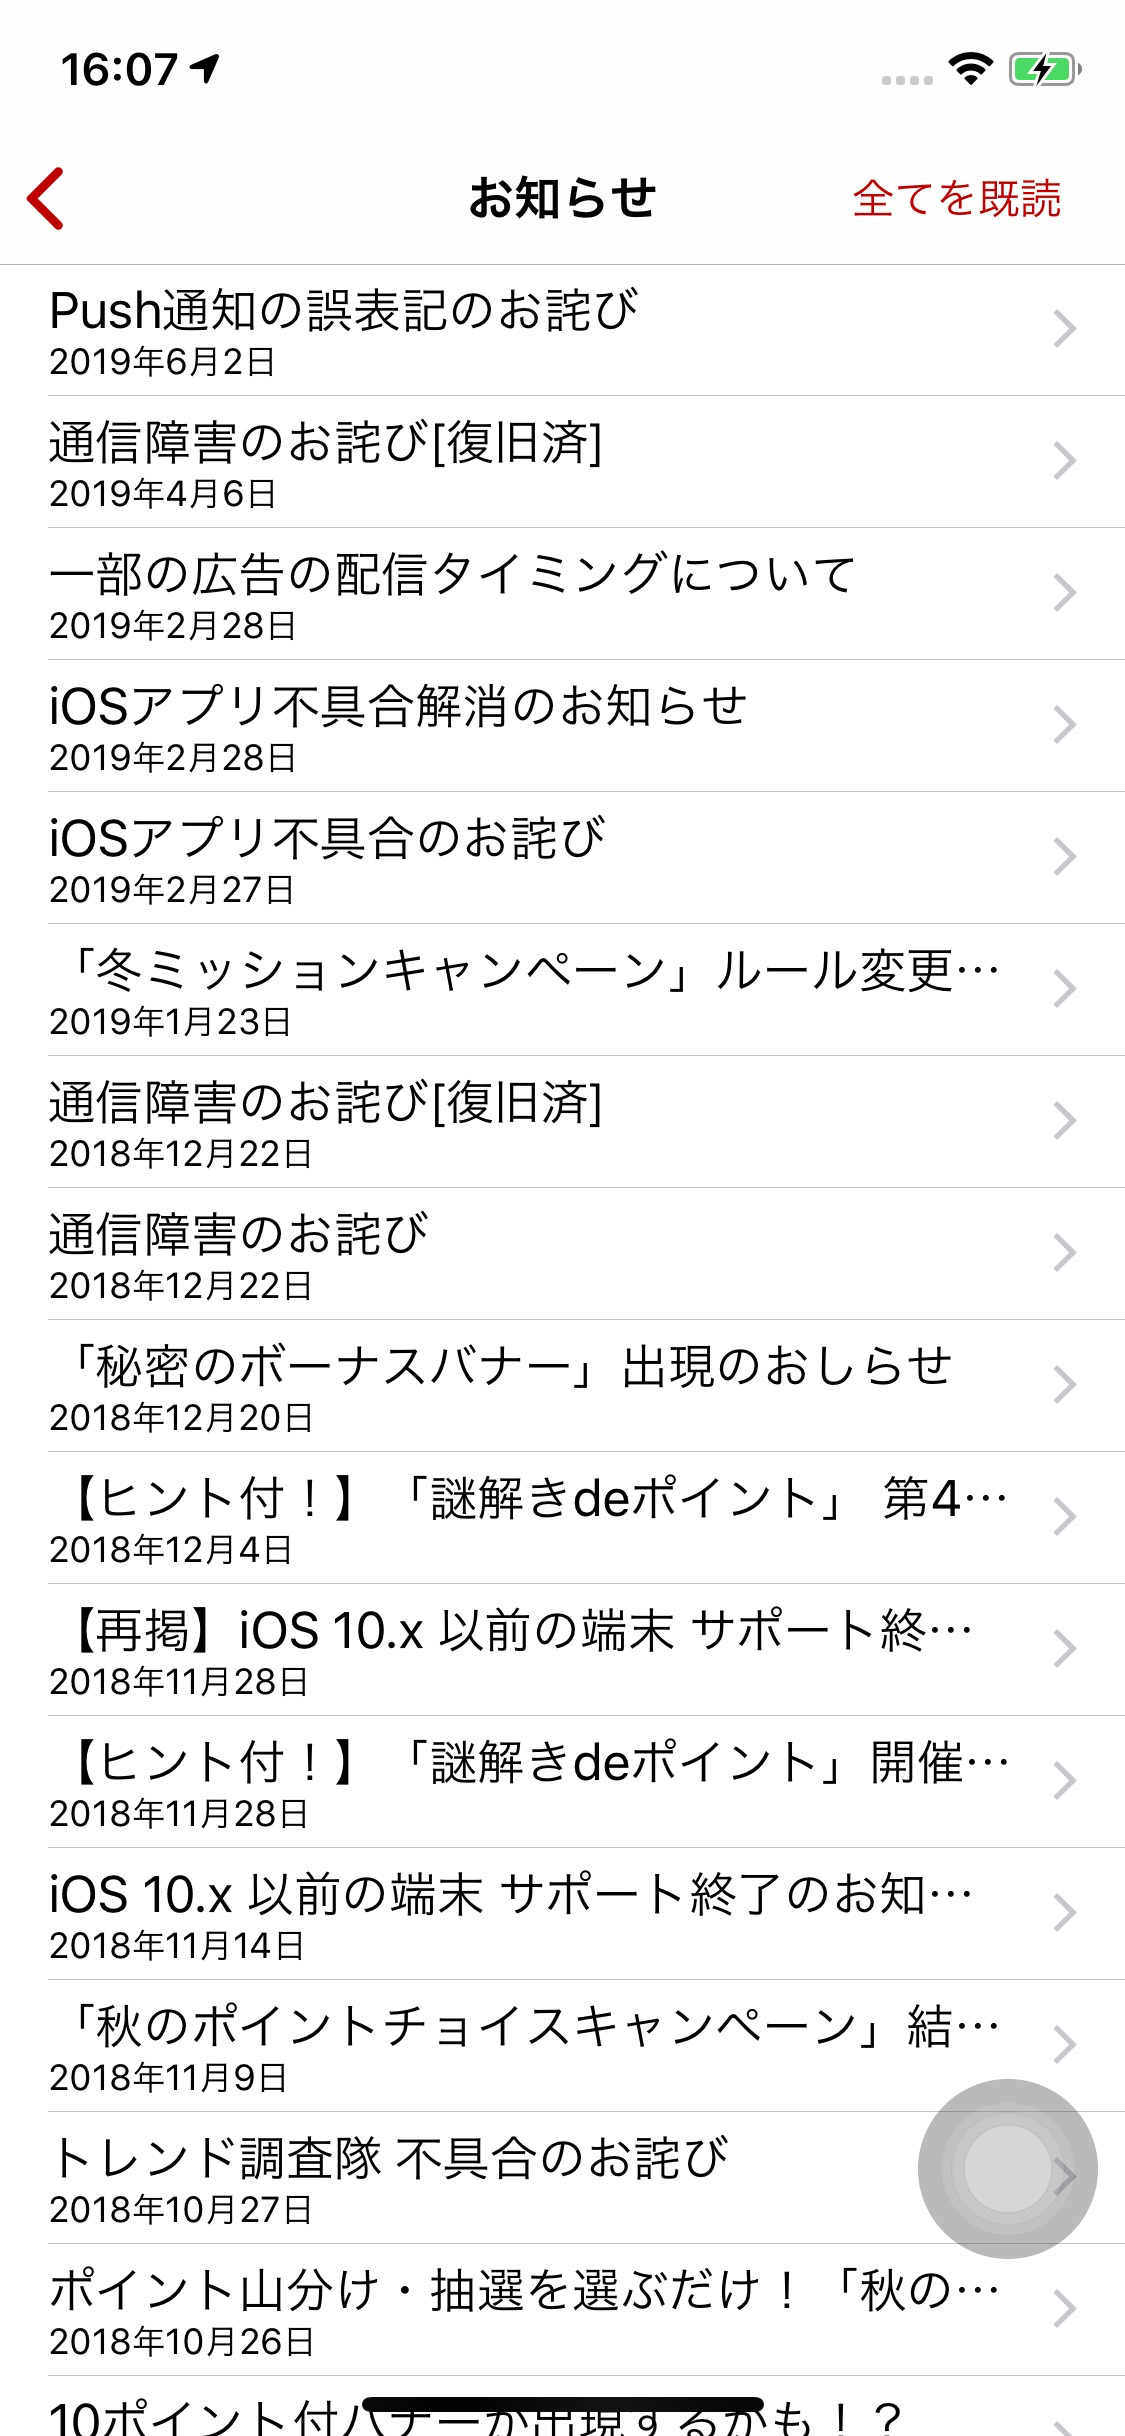 16:07
お知らせ
全てを既読
Push通知の誤表記のお詫び
2019年6月2日
通信障害のお詫び[復旧済]
2019年4月6日
一部の広告の配信タイミングについて
2019年2月28日
iOSアプリ不具合解消のお知らせ
2019年2月28日
iOSアプリ不具合のお詫び
2019年2月27日
「冬ミッションキャンペーン」ルール変更…
2019年1月23日
通信障害のお詫び[復旧済]
2018年12月22日
通信障害のお詫び
2018年12月22日
「秘密のボーナスバナー」出現のおしらせ
2018年12月20日
【ヒント付！】「謎解きdeポイント」 第4…
2018年12月4日
【再掲】iOS 10.x 以前の端末 サポート終…
2018年11月28日
【ヒント付！】「謎解きdeポイント」開催…
2018年11月28日
iOS 10.x 以前の端末 サポート終了のお知…
2018年11月14日
「秋のポイントチョイスキャンペーン」結…
2018年11月9日
トレンド調査隊 不具合のお詫び
2018年10月27日
ポイント山分け・抽選を選ぶだけ！「秋の…
2018年10月26日
10ポイント付バナーが出現するかも！？